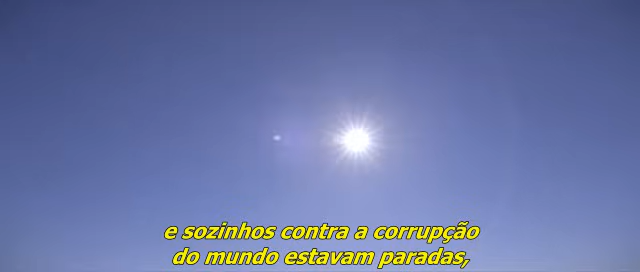 e sozinhos contra a corrupção
do mundo estavam paradas,